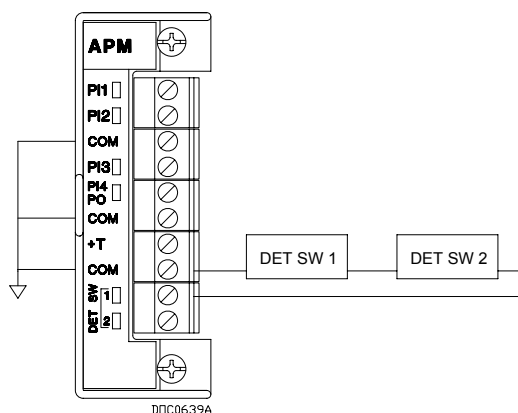 APM
PI1
PI2
COM
PI3
PI4
PO
COM
+T
COM
DET SW 1
2
DET SW 1
DET SW 2
DOC0639A